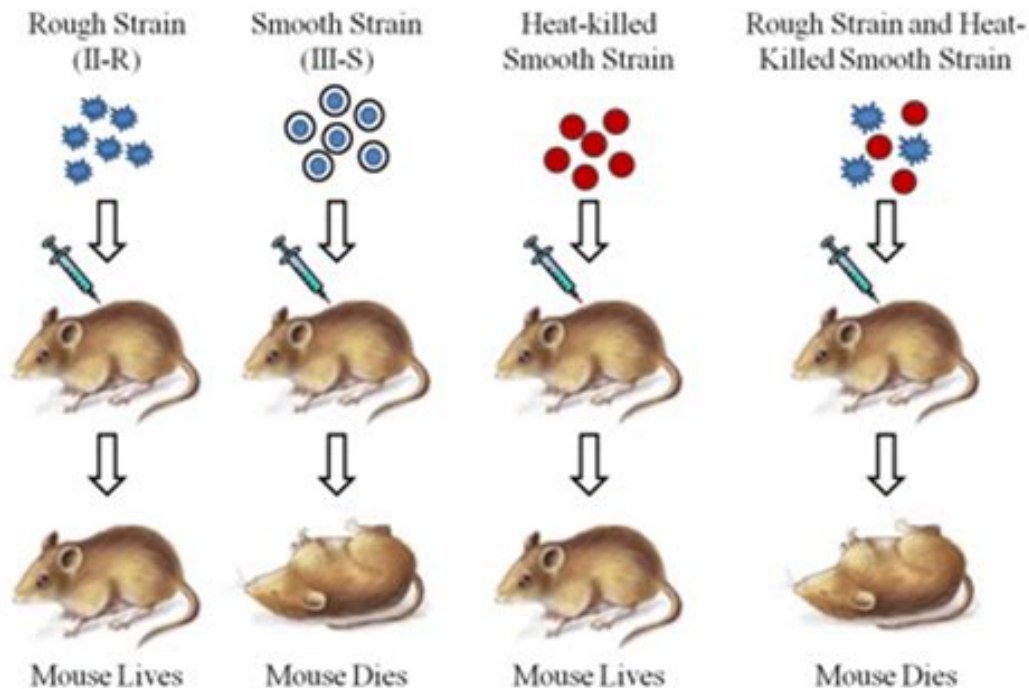 Rough Strain
(II-R)
Smooth Strain
(III-S)
Heat-killed
Smooth Strain
Rough Strain and Heat-
Killed Smooth Strain
Mouse Lives
Mouse Dies
Mouse Lives
Mouse Dies